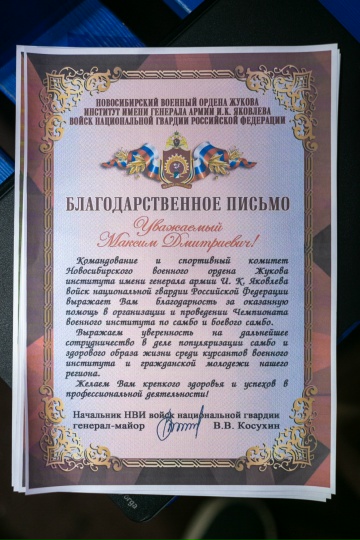 НОВОСИБИРСКИЙ ВОЕННЫЙ ОРДЕНА ЖУКОВА
ИНСТИТУТ ИМЕНИ ГЕНЕРАЛА АРМИИ И.К. ЯКОВЛЕВА
ВОЙСК НАЦИОНАЛЬНОЙ ГВАРДИИ РОССИЙСКОЙ ФЕДЕРАЦИИ
БЛАГОДАРСТВЕННОЕ ПИСЬМО
Уважаемый
Максим Дмитриевич!
Командование и спортивный комитет
Новосибирского военного ордена Жукова
института имени генерала армии И. К. Яковлева
войск национальной гвардии Российской Федерации
выражает Вам благодарность за оказанную
помощь в организации и проведении Чемпионата
военного института по самбо и боевого самбо.
Выражаем уверенность на дальнейшее
сотрудничество в деле популяризации самбо и
здорового образа жизни среди курсантов военного
института и гражданской молодежи нашего
региона.
Желаем Вам крепкого здоровья и успехов в
профессиональной деятельности!
Начальник НВИ войск национальной гвардии
генерал-майор В.В. Косухин